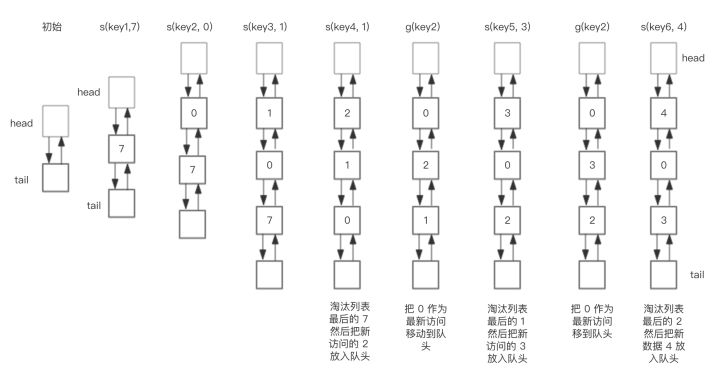 初始
s(key1,7)
s(key2, 0)
s(key3, 1)
s(key4, 1)
g(key2)
s(key5, 3)
g(key2)
s(key6, 4)
head
tail
head
7
tail
0
7
1
0
7
2
1
0
0
2
1
3
0
2
0
3
2
head
4
0
3
tail
淘汰列表
最后的 7
然后把新
访问的 2
放入队头
把 0 作为
最新访问
移动到队
头
淘汰列表
最后的 1
然后把新
访问的 3
放入队头
把 0 作为
最新访问
移到队头
淘汰列表
最后的 2
然后把新
数据 4 放
入队头